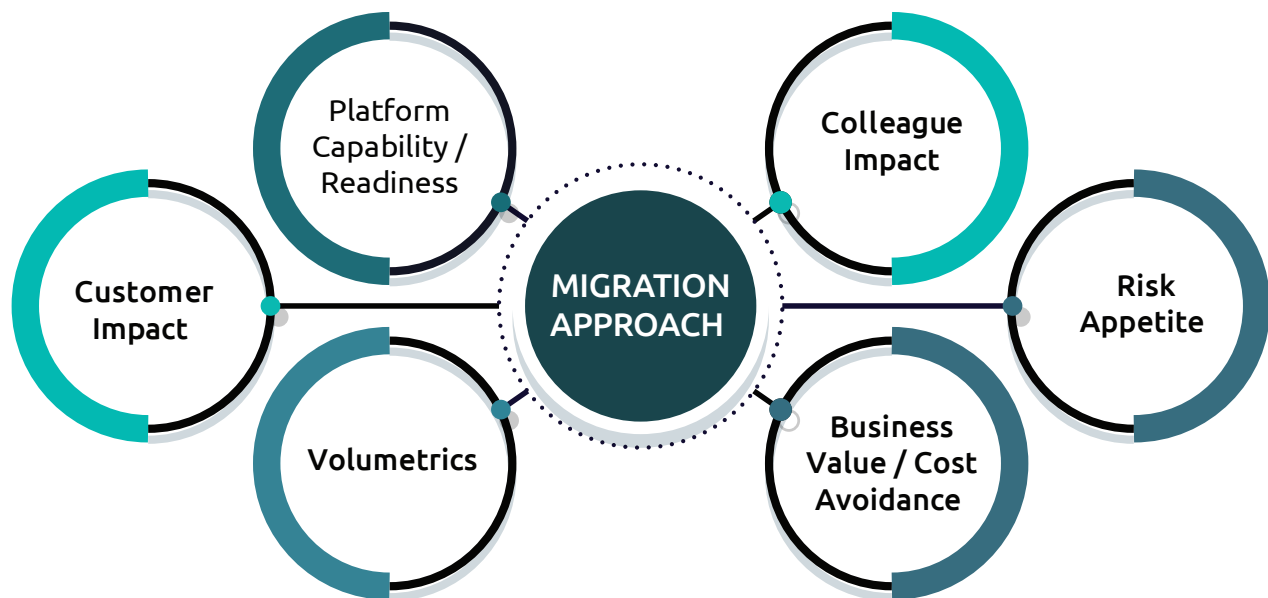 Platform
Capability /
Readiness
Colleague
Impact
Customer
Impact
MIGRATION
APPROACH
Risk
Appetite
Volumetrics
Business
Value / Cost
Avoidance